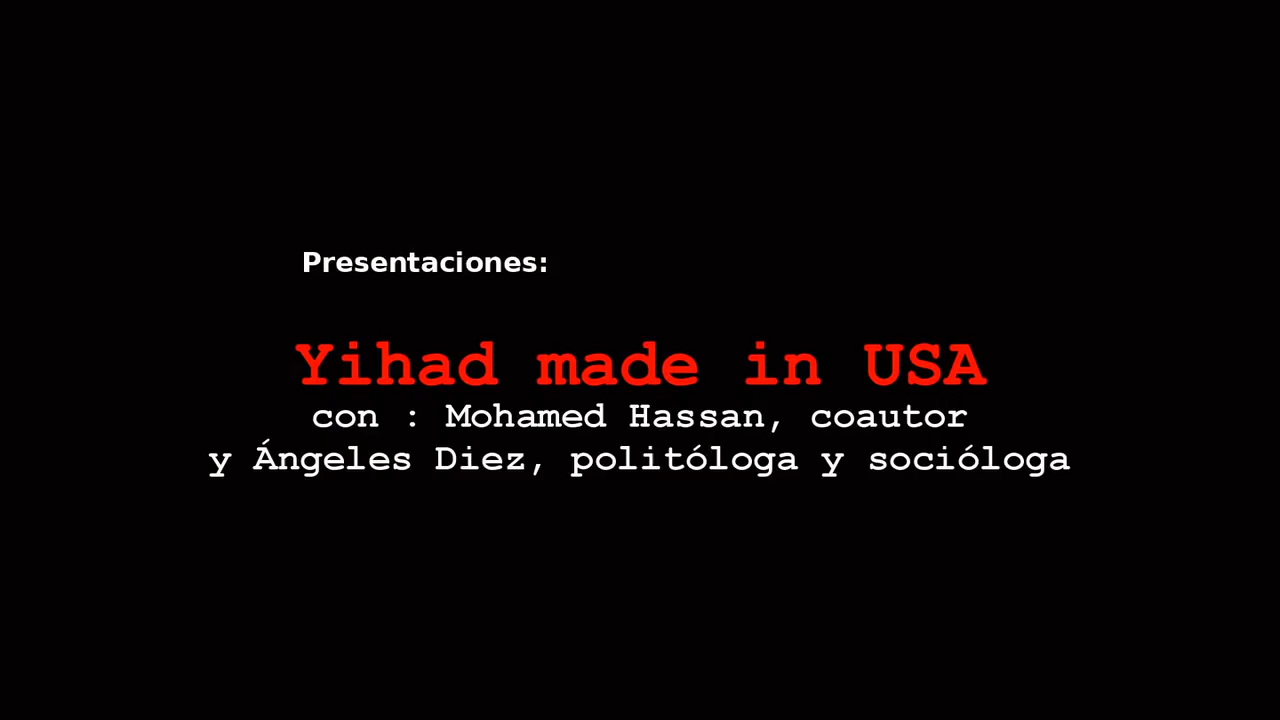 Presentaciones:
Yihad made in USA
con : Mohamed Hassan, coautor
y Ángeles Diez, politóloga y socióloga